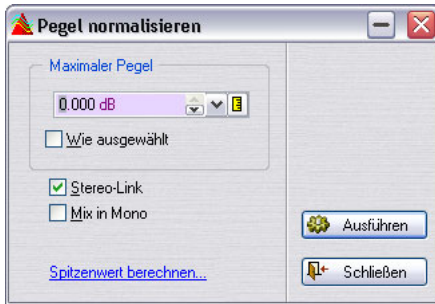 Pegel normalisieren
Maximaler Pegel
0.000 dB
Wie ausgewählt
Stereo-Link
Mix in Mono
Spitzenwert berechnen...
Ausführen
Schließen